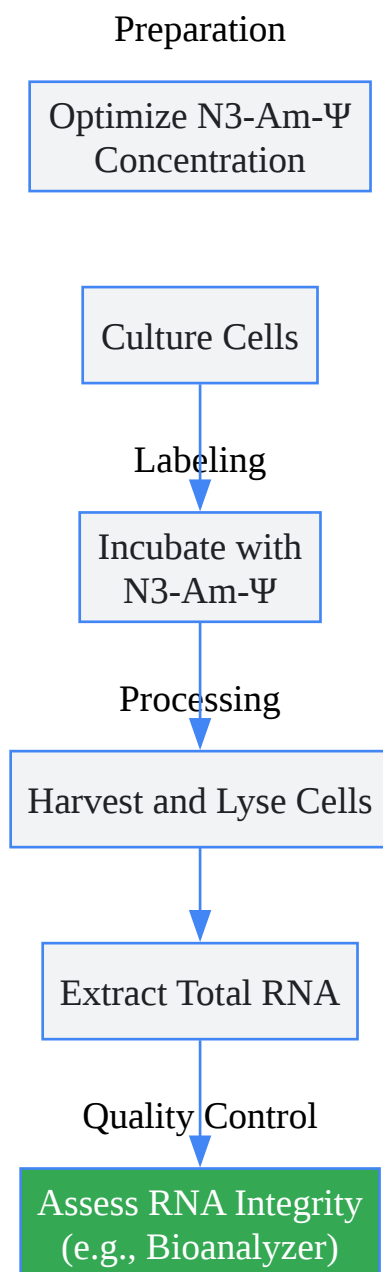 Preparation
Optimize N3-Am-Ψ
Concentration
Culture Cells
Labeling
Incubate with
N3-Am-Ψ
Processing
Harvest and Lyse Cells
Extract Total RNA
Quality Control
Assess RNA Integrity
(e.g., Bioanalyzer)